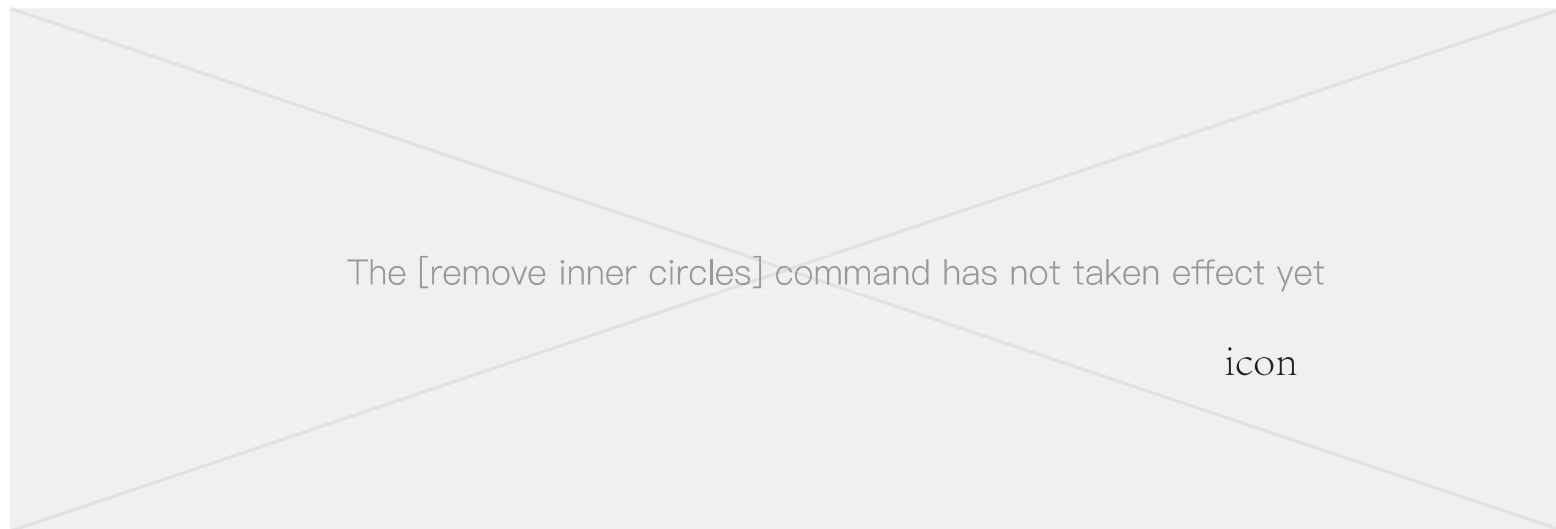 The [remove inner circles] command has not taken effect yet
icon